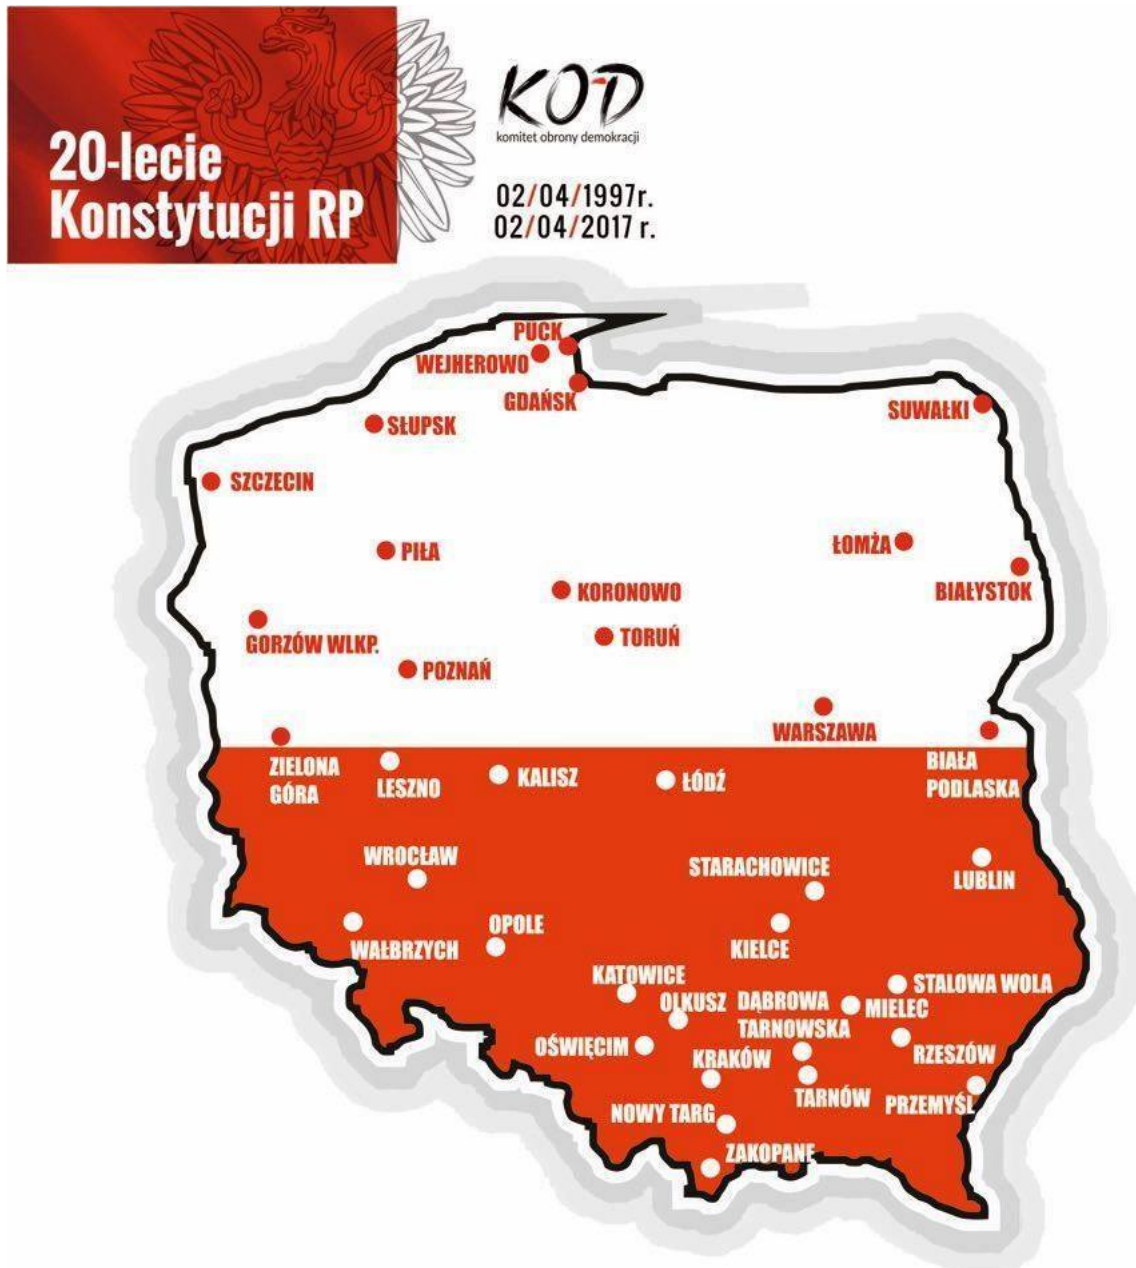 20-lecie
Konstytucji RP
KOD
komitet obrony demokracji
02/04/1997r.
02/04/2017 r.
PUCK
WEJHEROWO
GDAŃSK
SUWAŁKI
SŁUPSK
SZCZECIN
PIŁA
ŁOMŻA
BIAŁYSTOK
KORONOWO
GORZÓW WLKP.
TORUŃ
POZNAŃ
WARSZAWA
ZIELONA
GÓRA
LESZNO
KALISZ
ŁÓDŹ
BIAŁA
PODLASKA
WROCŁAW
STARACHOWICE
LUBLIN
WAŁBRZYCH
OPOLE
KIELCE
KATOWICE
OLKUSZ
DĄBROWA
TARNOWSKA
MIELEC
STALOWA WOLA
OŚWIĘCIM
KRAKÓW
RZESZÓW
TARNÓW
PRZEMYŚL
NOWY TARG
ZAKOPANE